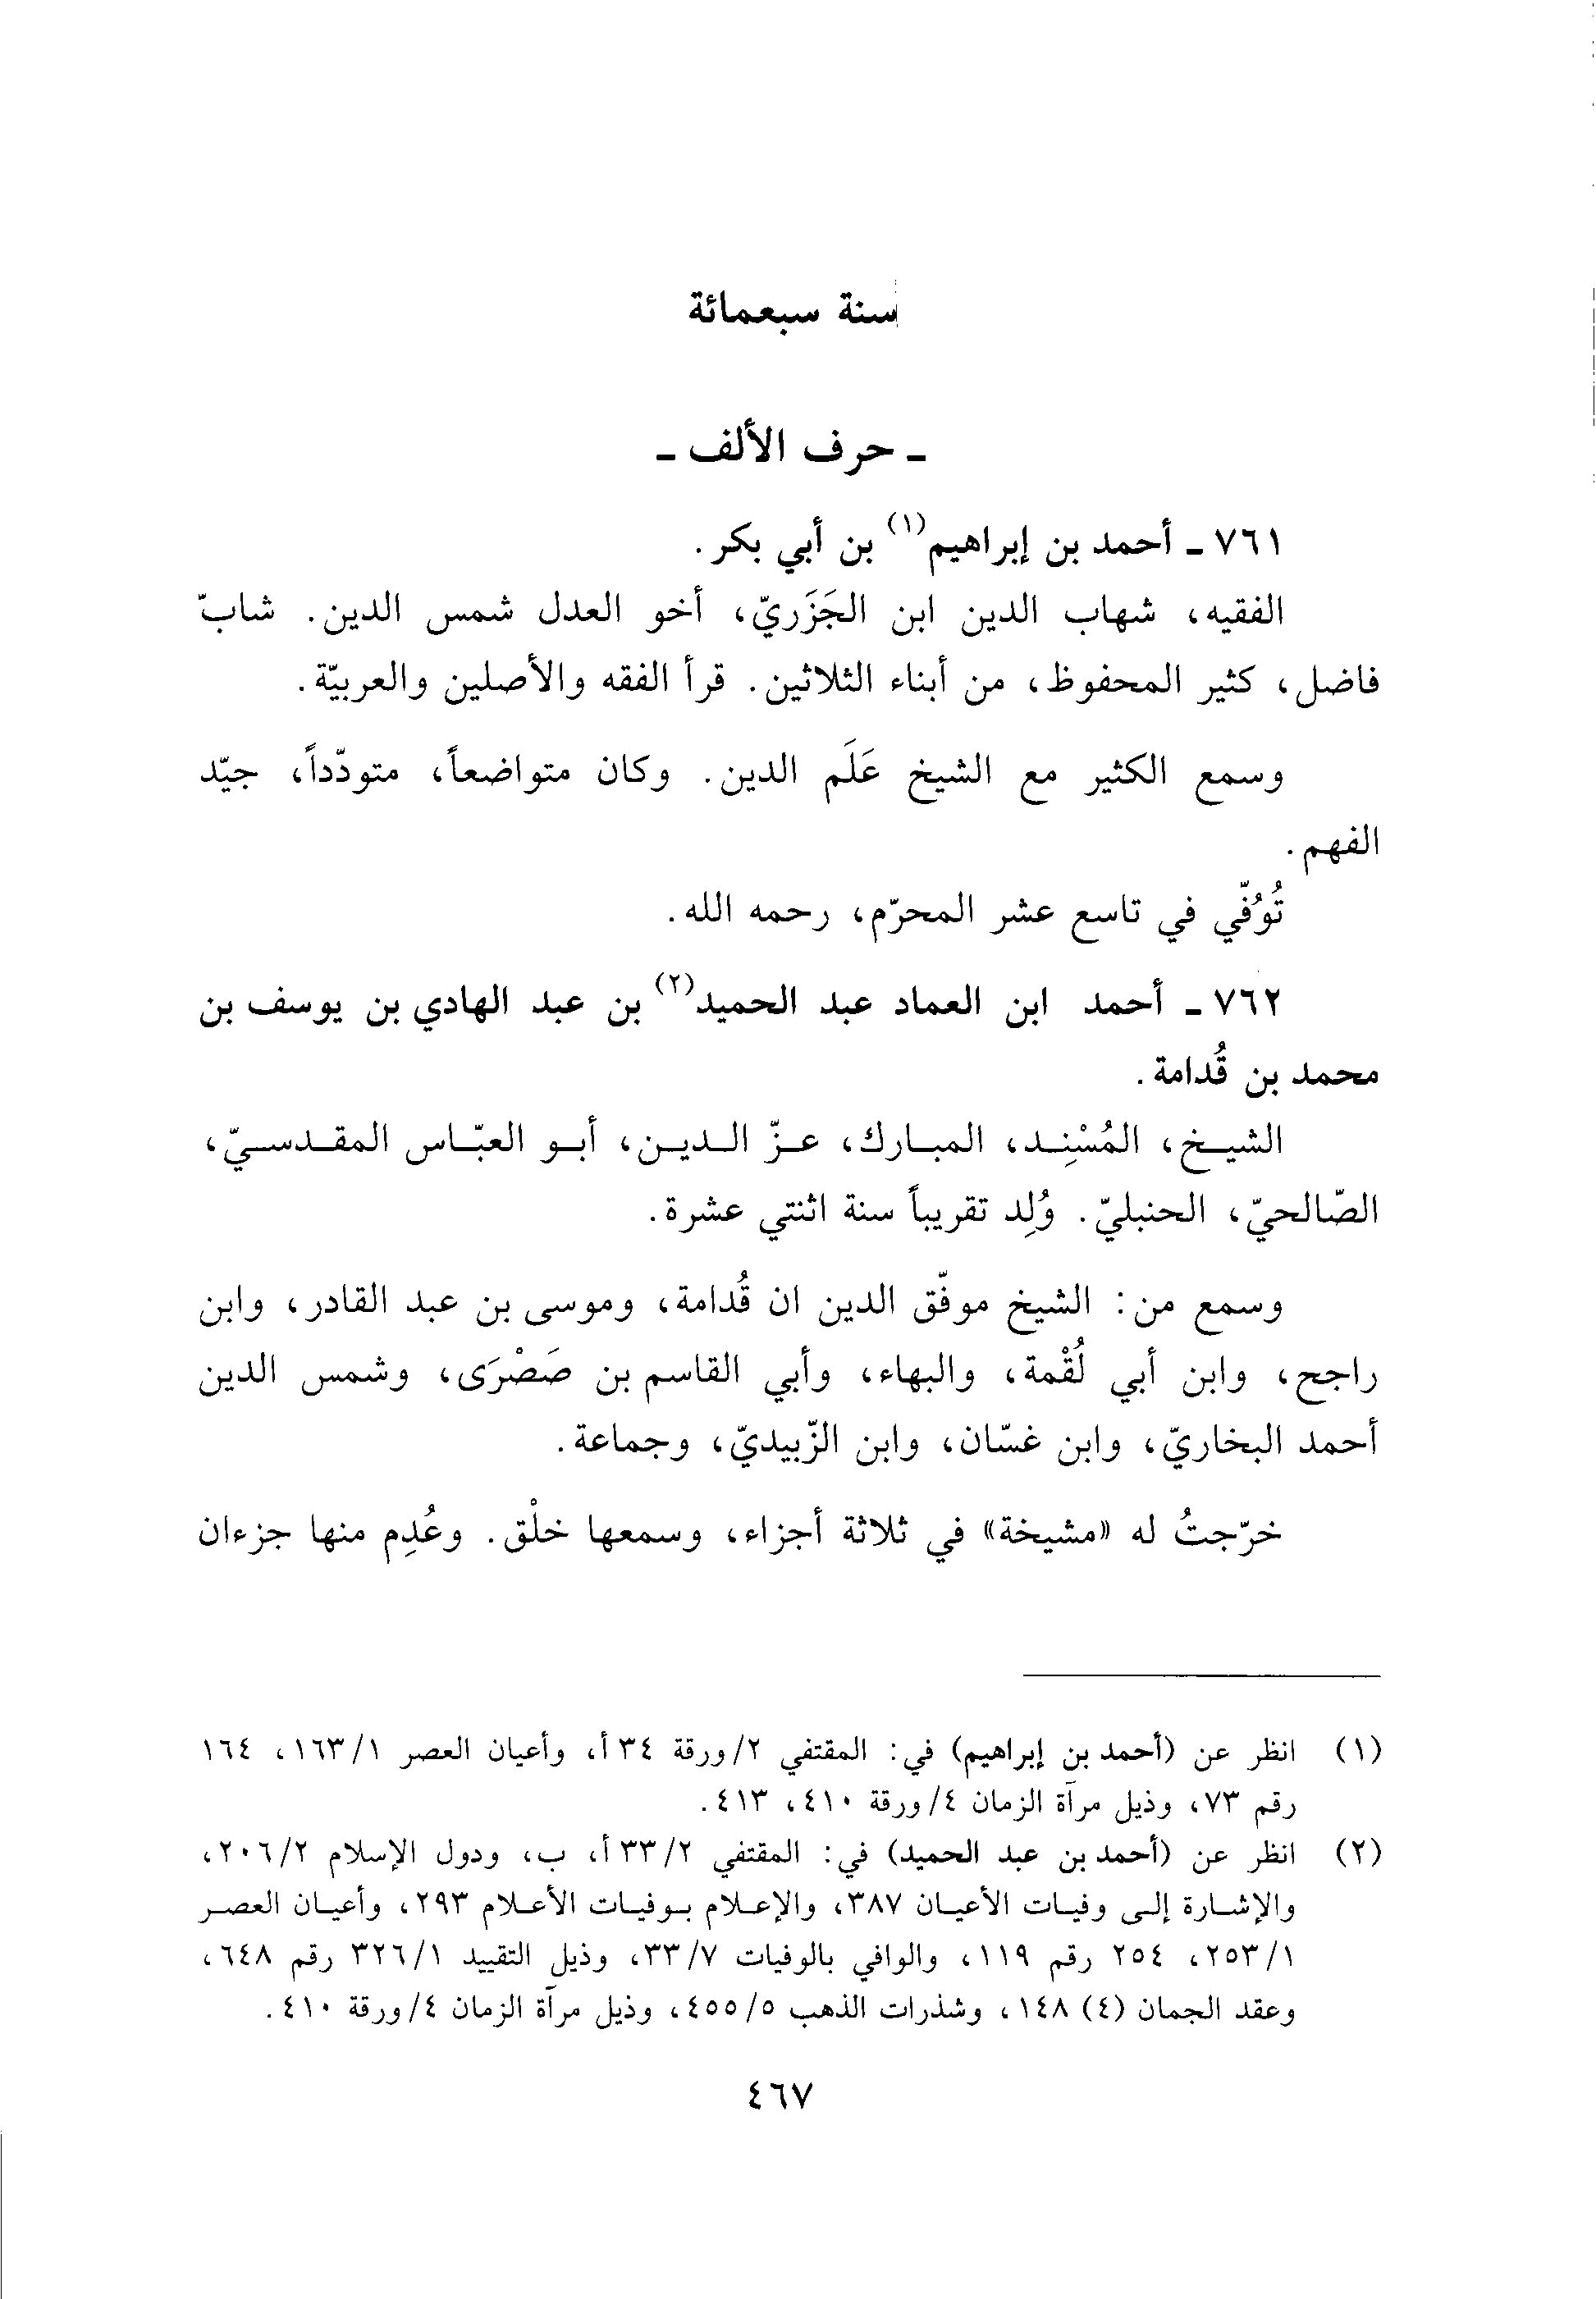 سنة سبعمائة
ـ حرف الألف ـ
٧٦١ ـ أحمد بن إبراهيم(١) بن أبي بكر.
الفقيه، شهاب الدين ابن الجَزَريّ، أخو العدل شمس الدين. شابّ
فاضل، كثير المحفوظ، من أبناء الثلاثين. قرأ الفقه والأصلين والعربيّة.
وسمع الكثير مع الشيخ عَلَم الدين. وكان متواضعاً، متودّداً، جيّد
الفهم.
تُوُفّي في تاسع عشر المحرّم، رحمه الله.
٧٦٢ ـ أحمد ابن العماد عبد الحميد(٢) بن عبد الهادي بن يوسف بن
محمد بن قُدامة.
الشيخ، المُسْنِد، المبارك، عزّ الدين، أبو العبّاس المقدسيّ،
الصّالحيّ، الحنبليّ. وُلِد تقريباً سنة اثنتي عشرة.
وسمع من: الشيخ موفّق الدين ان قُدامة، وموسى بن عبد القادر، وابن
راجح، وابن أبي لُقْمة، والبهاء، وأبي القاسم بن صَصْرَى، وشمس الدين
أحمد البخاريّ، وابن غسّان، وابن الزّبيديّ، وجماعة.
خرّجتُ له «مشيخة» في ثلاثة أجزاء، وسمعها خلْق. وعُدِم منها جزءان
(١) انظر عن (أحمد بن إبراهيم) في: المقتفي ٢/ورقة ٣٤ أ، وأعيان العصر ١/١٦٣، ١٦٤
رقم ٧٣، وذيل مرآة الزمان ٤/ورقة ٤١٠، ٤١٣.
(٢) انظر عن (أحمد بن عبد الحميد) في: المقتفي ٢/٣٣ أ، ب، ودول الإسلام ٢/٢٠٦،
والإشارة إلى وفيات الأعيان ٣٨٧، والإعلام بوفيات الأعلام ٢٩٣، وأعيان العصر
١/٢٥٣، ٢٥٤ رقم ١١٩، والوافي بالوفيات ٧/٣٣، وذيل التقييد ١/٣٢٦ رقم ٦٤٨،
وعقد الجمان (٤) ١٤٨، وشذرات الذهب ٥/٤٥٥، وذيل مرآة الزمان ٤/ورقة ٤١٠.
٤٦٧